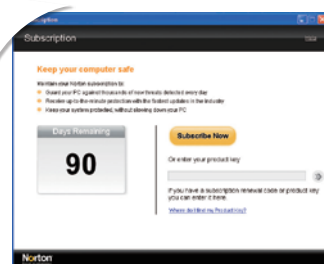 Subscription
Subscription
Close
Keep your computer safe
Maintain your Norton subscription to:
Guard your PC against thousands of new threats detected every day
Receive up-to-the-minute protection with the fastest updates in the industry
Keep your system protected, without slowing down your PC
Days Remaining
90
Subscribe Now
Or enter your product key
If you have a subscription renewal code or product key
you can enter it here.
Where do I find my Product Key?
Norton